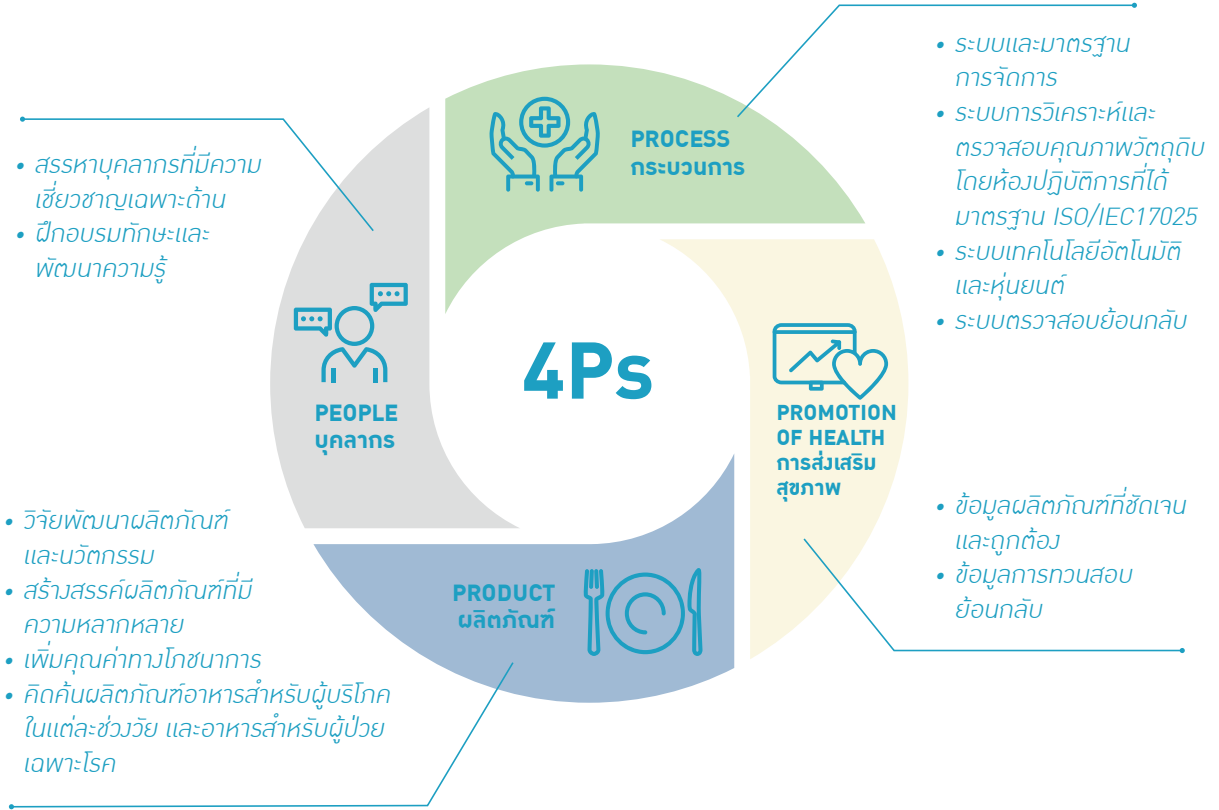 4Ps
PROCESS
กระบวนการ
• ระบบและมาตรฐาน
การจัดการ
• ระบบการวิเคราะห์และ
ตรวจสอบคุณภาพวัตถุดิบ
โดยห้องปฏิบัติการที่ได้
มาตรฐาน ISO/IEC17025
• ระบบเทคโนโลยีอัตโนมัติ
และหุ่นยนต์
• ระบบตรวจสอบย้อนกลับ
PROMOTION
OF HEALTH
การส่งเสริม
สุขภาพ
• ข้อมูลผลิตภัณฑ์ที่ชัดเจน
และถูกต้อง
• ข้อมูลการทวนสอบ
ย้อนกลับ
PRODUCT
ผลิตภัณฑ์
• วิจัยพัฒนาผลิตภัณฑ์
และนวัตกรรม
• สร้างสรรค์ผลิตภัณฑ์ที่มี
ความหลากหลาย
• เพิ่มคุณค่าทางโภชนาการ
• คิดค้นผลิตภัณฑ์อาหารสำหรับผู้บริโภค
ในแต่ละช่วงวัย และอาหารสำหรับผู้ป่วย
เฉพาะโรค
PEOPLE
บุคลากร
• สรรหาบุคลากรที่มีความ
เชี่ยวชาญเฉพาะด้าน
• ฝึกอบรมทักษะและ
พัฒนาความรู้